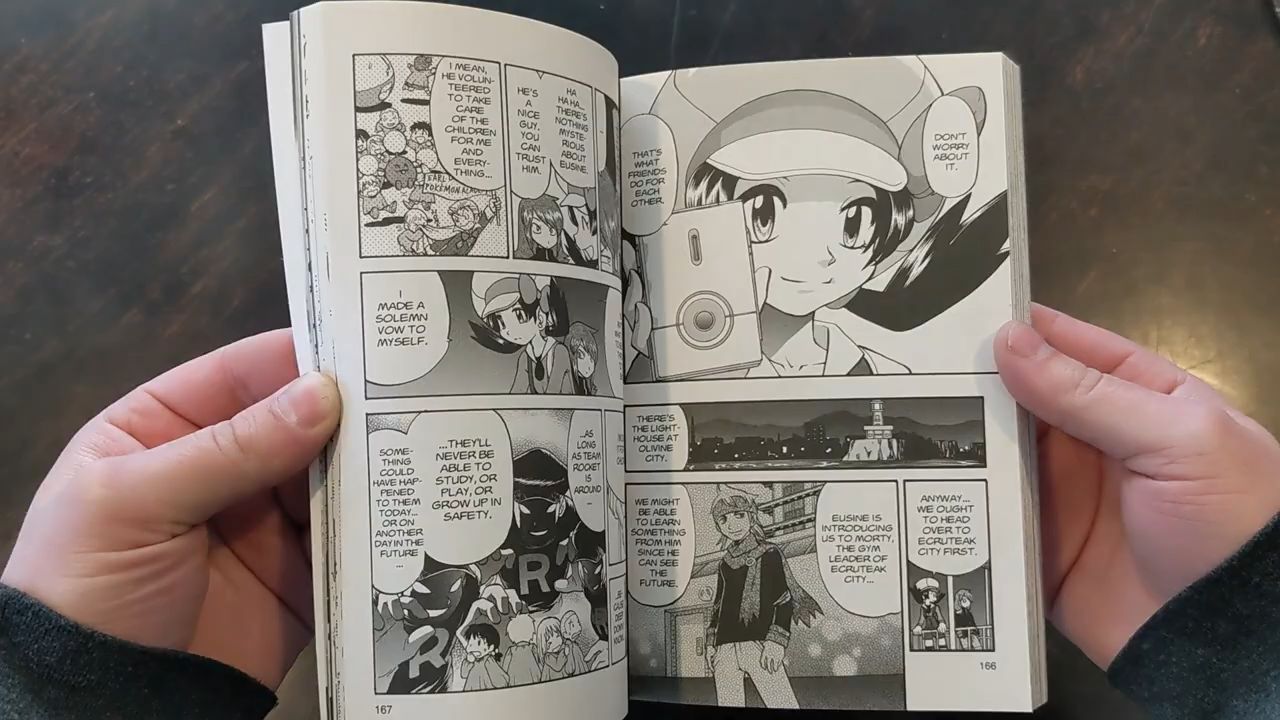 DON'T
WORRY
ABOUT
IT.
THAT'S
WHAT
FRIENDS
DO FOR
EACH
OTHER.
THERE'S
THE LIGHT-
HOUSE AT
OLIVINE
CITY.
ANYWAY...
WE OUGHT
TO HEAD
OVER TO
ECRUTEAK
CITY FIRST.
EUSINE IS
INTRODUCING
US TO MORTY,
THE GYM
LEADER OF
ECRUTEAK
CITY...
WE MIGHT
BE ABLE
TO LEARN
SOMETHING
FROM HIM
SINCE HE
CAN SEE
THE
FUTURE.
166
HA
HA HA...
THERE'S
NOTHING
MYSTE-
RIOUS
ABOUT
EUSINE.
HE'S
A
NICE
GUY. YOU
CAN
TRUST
HIM.
I MEAN,
HE VOLUN-
TEERED
TO TAKE
CARE
OF THE
CHILDREN
FOR ME
AND
EVERY-
THING...
EARL
POKÉMON ACA
I
MADE A
SOLEMN
VOW TO
MYSELF.
...AS
LONG
AS TEAM
ROCKET
IS
AROUND
...
...THEY'LL
NEVER BE
ABLE TO
STUDY, OR
PLAY, OR
GROW UP IN
SAFETY.
SOME-
THING
COULD
HAVE HAP-
PENED
TO THEM
TODAY...
OR ON
ANOTHER
DAY IN THE
FUTURE
...
R
R
167